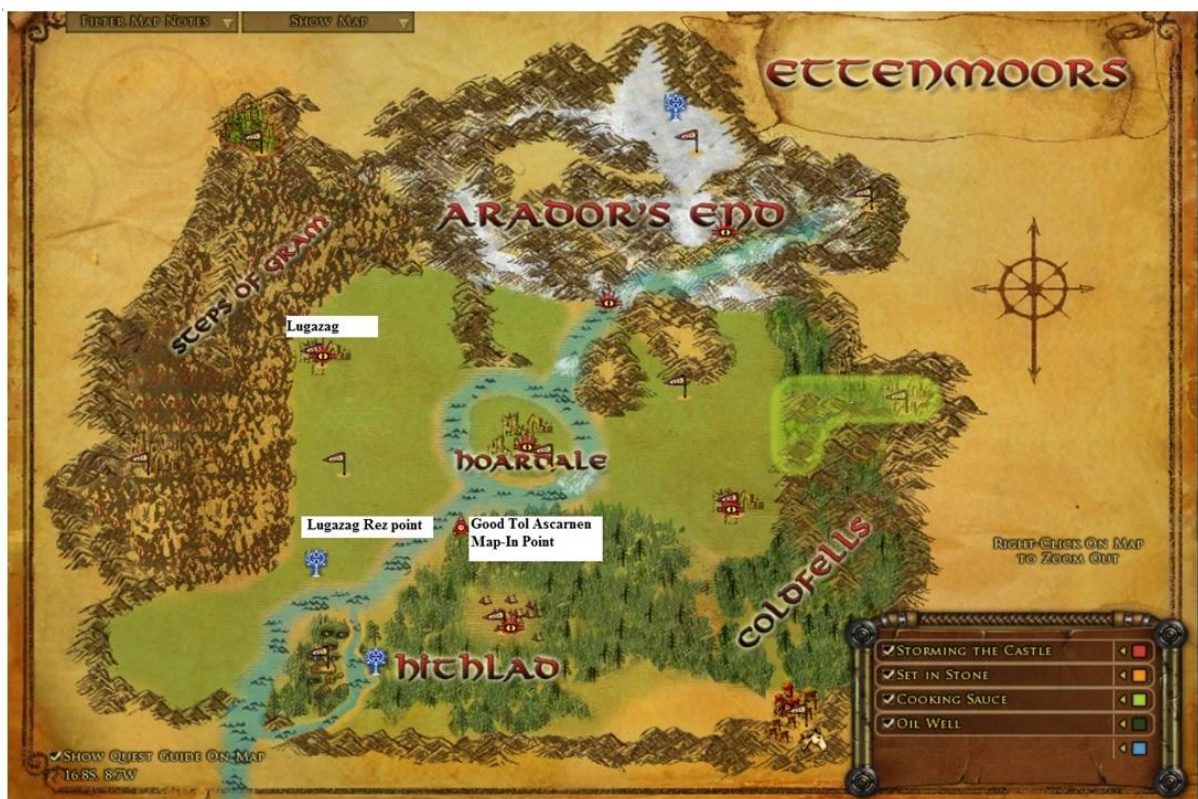 FILTER MAP NOTES
SHOW MAP
ETTENMOORS
ARADOR'S END
STEPS OF GRAM
Lugazag
HOARDALE
Lugazag Rez point
Good Tol Ascarnen
Map-In Point
COLDFELLS
RIGHT-CLICK ON MAP
TO ZOOM OUT
HITHLAD
STORMING THE CASTLE
SET IN STONE
COOKING SAUCE
OIL WELL
SHOW QUEST GUIDE ON MAP
16.8S, 8.7W